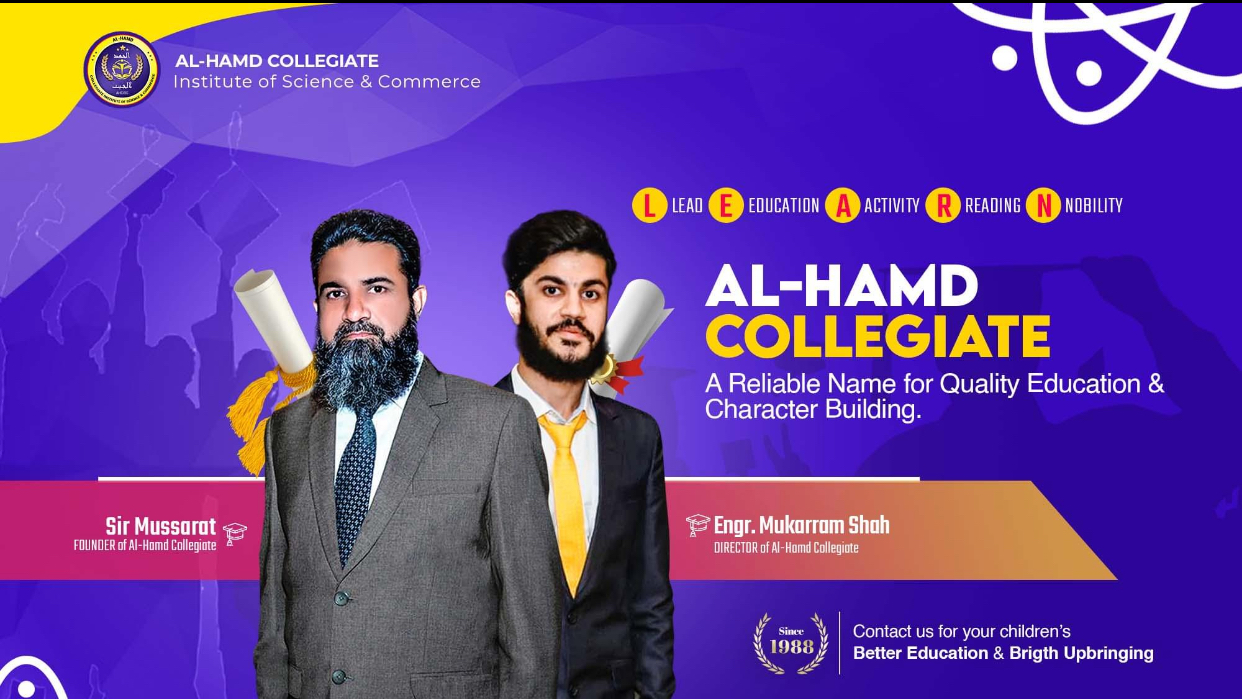 AL-HAMD COLLEGIATE
Institute of Science & Commerce
L LEAD E EDUCATION A ACTIVITY R READING N NOBILITY
AL-HAMD
COLLEGIATE
A Reliable Name for Quality Education &
Character Building.
Sir Mussarat
FOUNDER of Al-Hamd Collegiate
Engr. Mukarram Shah
DIRECTOR of Al-Hamd Collegiate
Since
1988
Contact us for your children's
Better Education & Brigth Upbringing